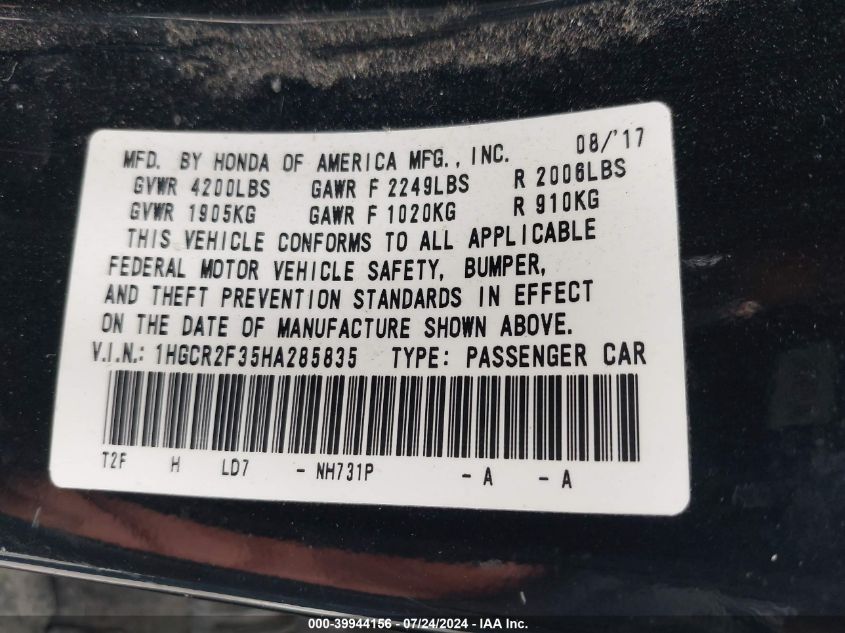 MFD. BY HONDA OF AMERICA MFG., INC. 08/'17
GVWR 4200LBS GAWR F 2249LBS R 2006LBS
GVWR 1905KG GAWR F 1020KG R 910KG
THIS VEHICLE CONFORMS TO ALL APPLICABLE
FEDERAL MOTOR VEHICLE SAFETY, BUMPER,
AND THEFT PREVENTION STANDARDS IN EFFECT
ON THE DATE OF MANUFACTURE SHOWN ABOVE.
V.I.N.: 1HGCR2F35HA285835 TYPE: PASSENGER CAR
T2F H LD7 - NH731P - A - A
000-39944156 - 07/24/2024 - IAA Inc.